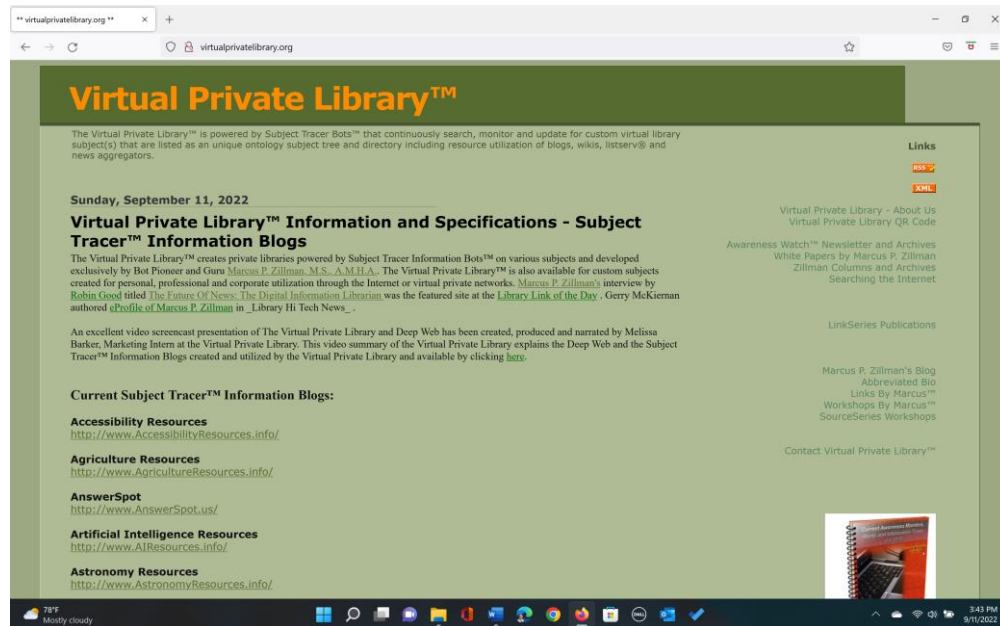 ** virtualprivatelibrary.org **
virtualprivatelibrary.org
Virtual Private Library™
The Virtual Private Library™ is powered by Subject Tracer Bots™ that continuously search, monitor and update for custom virtual library
subject(s) that are listed as an unique ontology subject tree and directory including resource utilization of blogs, wikis, listserv® and
news aggregators.
Sunday, September 11, 2022
Virtual Private Library™ Information and Specifications - Subject
Tracer™ Information Blogs
The Virtual Private Library™ creates private libraries powered by Subject Tracer Information Bots™ on various subjects and developed
exclusively by Bot Pioneer and Guru Marcus P. Zillman, M.S., A.M.H.A.. The Virtual Private Library™ is also available for custom subjects
created for personal, professional and corporate utilization through the Internet or virtual private networks. Marcus P. Zillman's interview by
Robin Good titled The Future Of News: The Digital Information Librarian was the featured site at the Library Link of the Day . Gerry McKiernan
authored eProfile of Marcus P. Zillman in _Library Hi Tech News_ .
An excellent video screencast presentation of The Virtual Private Library and Deep Web has been created, produced and narrated by Melissa
Barker, Marketing Intern at the Virtual Private Library. This video summary of the Virtual Private Library explains the Deep Web and the Subject
Tracer™ Information Blogs created and utilized by the Virtual Private Library and available by clicking here.
Current Subject Tracer™ Information Blogs:
Accessibility Resources
http://www.AccessibilityResources.info/
Agriculture Resources
http://www.AgricultureResources.info/
AnswerSpot
http://www.AnswerSpot.us/
Artificial Intelligence Resources
http://www.AIResources.info/
Astronomy Resources
http://www.AstronomyResources.info/
Links
RSS
XML
Virtual Private Library - About Us
Virtual Private Library QR Code
Awareness Watch™ Newsletter and Archives
White Papers by Marcus P. Zillman
Zillman Columns and Archives
Searching the Internet
LinkSeries Publications
Marcus P. Zillman's Blog
Abbreviated Bio
Links By Marcus™
Workshops By Marcus™
SourceSeries Workshops
Contact Virtual Private Library™
78°F
Mostly cloudy
3:43 PM
9/11/2022